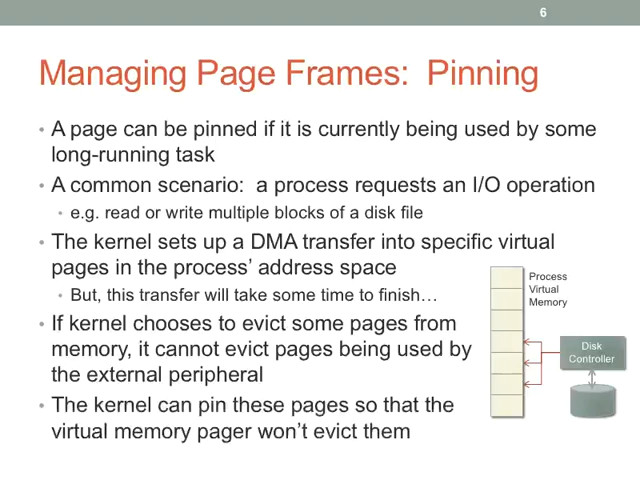 6
Managing Page Frames: Pinning
• A page can be pinned if it is currently being used by some
long-running task
• A common scenario: a process requests an I/O operation
• e.g. read or write multiple blocks of a disk file
• The kernel sets up a DMA transfer into specific virtual
pages in the process' address space
• But, this transfer will take some time to finish…
• If kernel chooses to evict some pages from
memory, it cannot evict pages being used by
the external peripheral
• The kernel can pin these pages so that the
virtual memory pager won't evict them
Process
Virtual
Memory
Disk
Controller